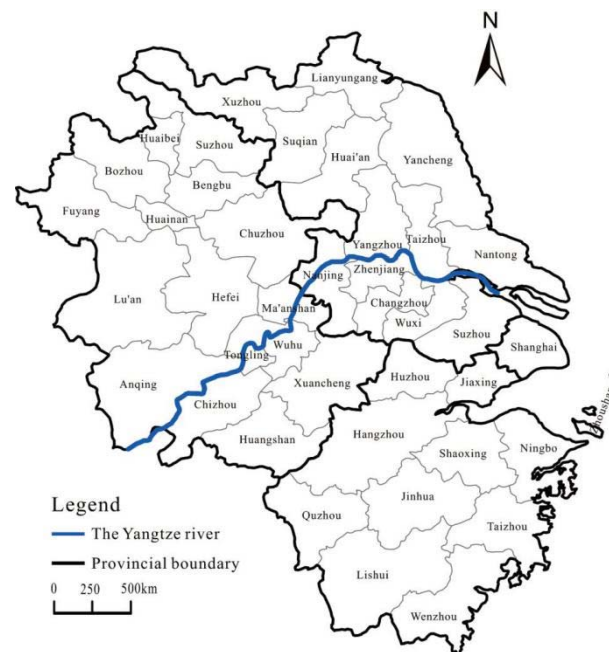 N
Lianyungang
Xuzhou
Huaibei
Suzhou
Suqian
Huai'an
Yancheng
Bozhou
Bengbu
Fuyang
Huainan
Chuzhou
Yangzhou
Taizhou
Nantong
Nanjing
Zhenjiang
Lu'an
Hefei
Ma'anshan
Changzhou
Wuxi
Suzhou
Shanghai
Tongling
Wuhu
Anqing
Chizhou
Xuancheng
Huzhou
Jiaxing
Zhoushan
Huangshan
Hangzhou
Shaoxing
Ningbo
Quzhou
Jinhua
Taizhou
Lishui
Wenzhou
Legend
The Yangtze river
Provincial boundary
0 250 500km